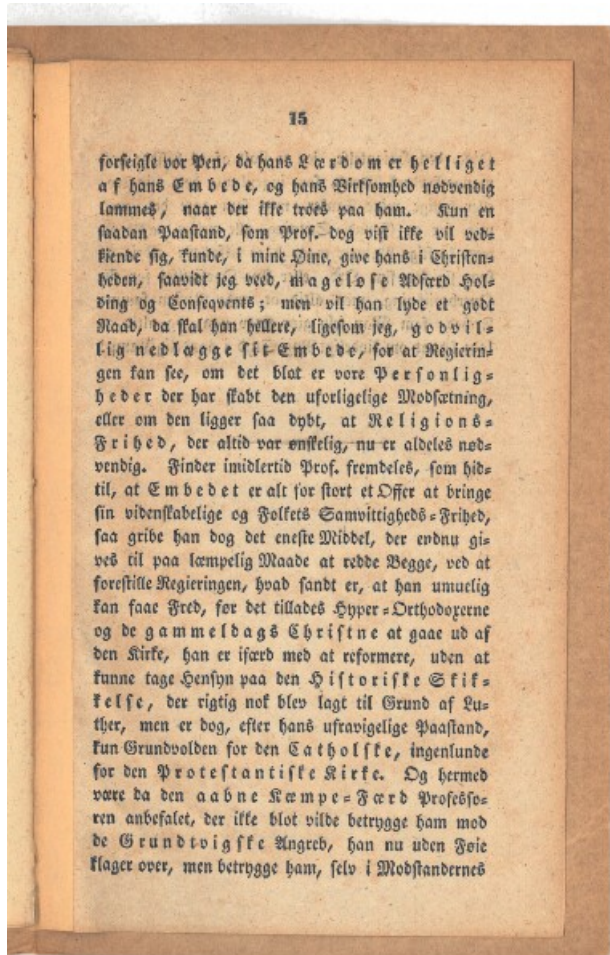 15
forseigle vor Pen, da hans Lærdom er helliget
af hans Embede, og hans Virksomhed nødvendig
lammes, naar der ikke troes paa ham. Kun en
saadan Paastand, som Prof. dog vist ikke vil ved-
kiende sig, kunde, i mine Øine, give hans i Christen-
heden, saavidt jeg veed, mageløse Adfærd Hol-
ding og Conseqvents; men vil han lyde et godt
Raad, da skal han hellere, ligesom jeg, godvil-
lig nedlægge sit Embede, for at Regierin-
gen kan see, om det blot er vore Personlig-
heder der har skabt den uforligelige Modsætning,
eller om den ligger saa dybt, at Religions-
Frihed, der altid var ønskelig, nu er aldeles nød-
vendig. Finder imidlertid Prof. fremdeles, som hid-
til, at Embedet er alt for stort et Offer at bringe
sin videnskabelige og Folkets Samvittigheds-Frihed,
saa gribe han dog det eneste Middel, der endnu gi-
ves til paa læmpelig Maade at redde Begge, ved at
forestille Regieringen, hvad sandt er, at han umuelig
kan faae Fred, før det tillades Hyper-Orthodoxerne
og de gammeldags Christne at gaae ud af
den Kirke, han er isærd med at reformere, uden at
kunne tage Hensyn paa den Historiske Skik-
kelse, der rigtig nok blev lagt til Grund af Lu-
ther, men er dog, efter hans ufravigelige Paastand,
kun Grundvolden for den Catholske, ingenlunde
for den Protestantiske Kirke. Og hermed
være da den aabne Kæmpe-Færd Professo-
ren anbefalet, der ikke blot vilde betrygge ham mod
de Grundtvigske Angreb, han nu uden Føie
klager over, men betrygge ham, selv i Modstandernes